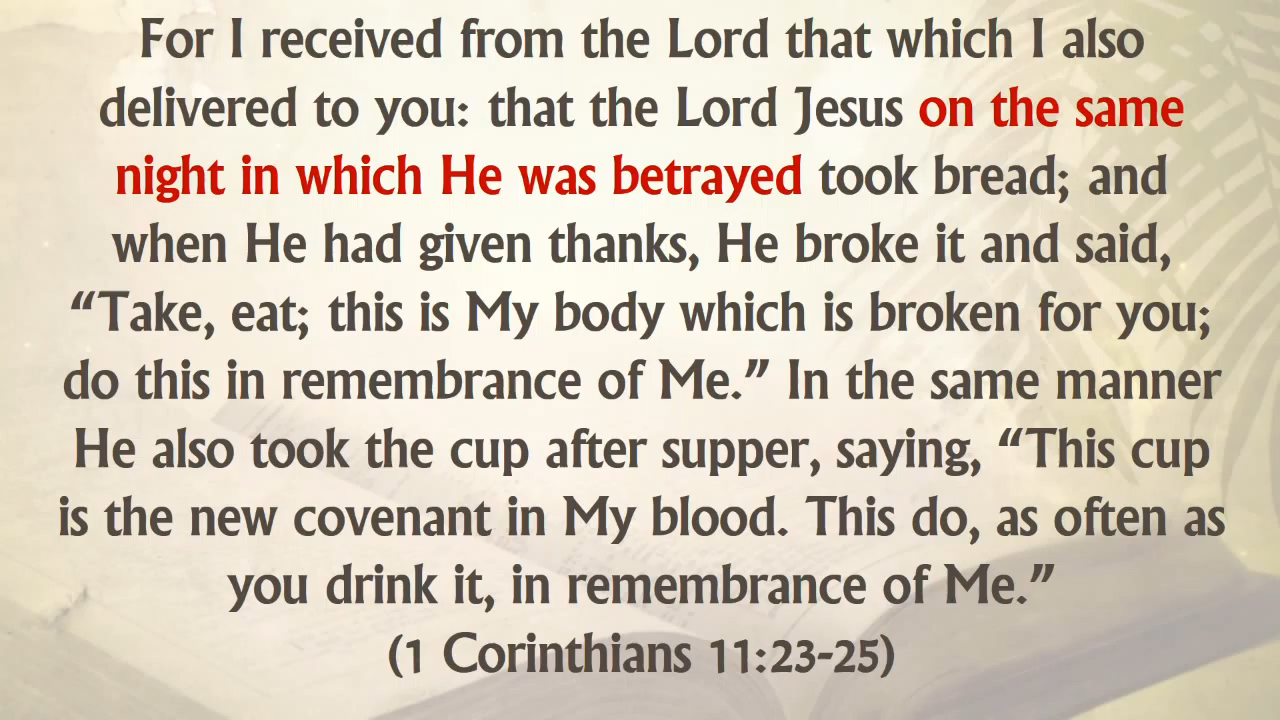 For I received from the Lord that which I also
delivered to you: that the Lord Jesus on the same
night in which He was betrayed took bread; and
when He had given thanks, He broke it and said,
“Take, eat; this is My body which is broken for you;
do this in remembrance of Me.” In the same manner
He also took the cup after supper, saying, “This cup
is the new covenant in My blood. This do, as often as
you drink it, in remembrance of Me.”
(1 Corinthians 11:23-25)